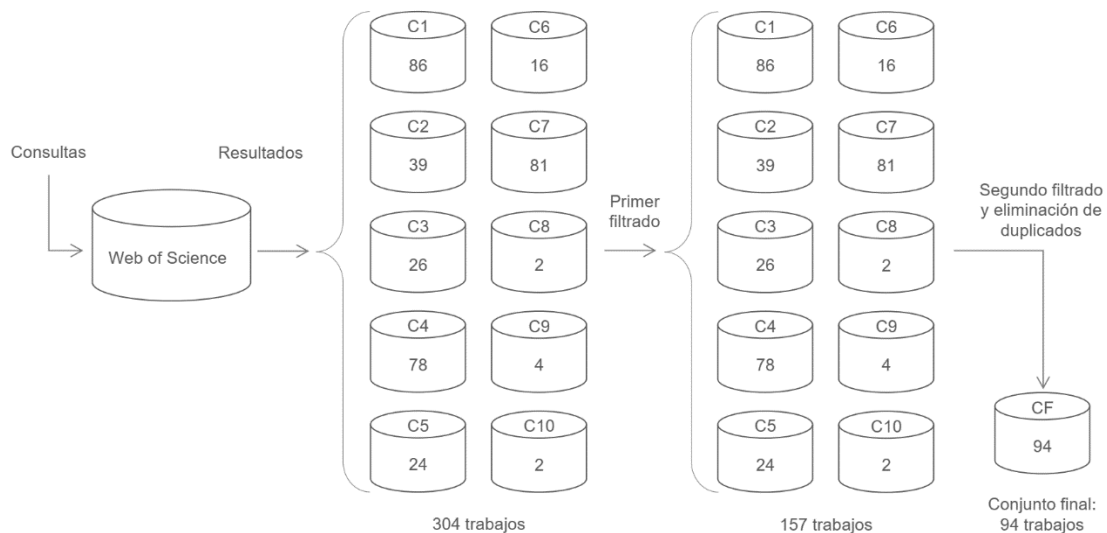 Consultas
Web of Science
Resultados
C1
86
C6
16
C2
39
C7
81
C3
26
C8
2
C4
78
C9
4
C5
24
C10
2
304 trabajos
Primer
filtrado
C1
86
C6
16
C2
39
C7
81
C3
26
C8
2
C4
78
C9
4
C5
24
C10
2
157 trabajos
Segundo filtrado
y eliminación de
duplicados
CF
94
Conjunto final:
94 trabajos